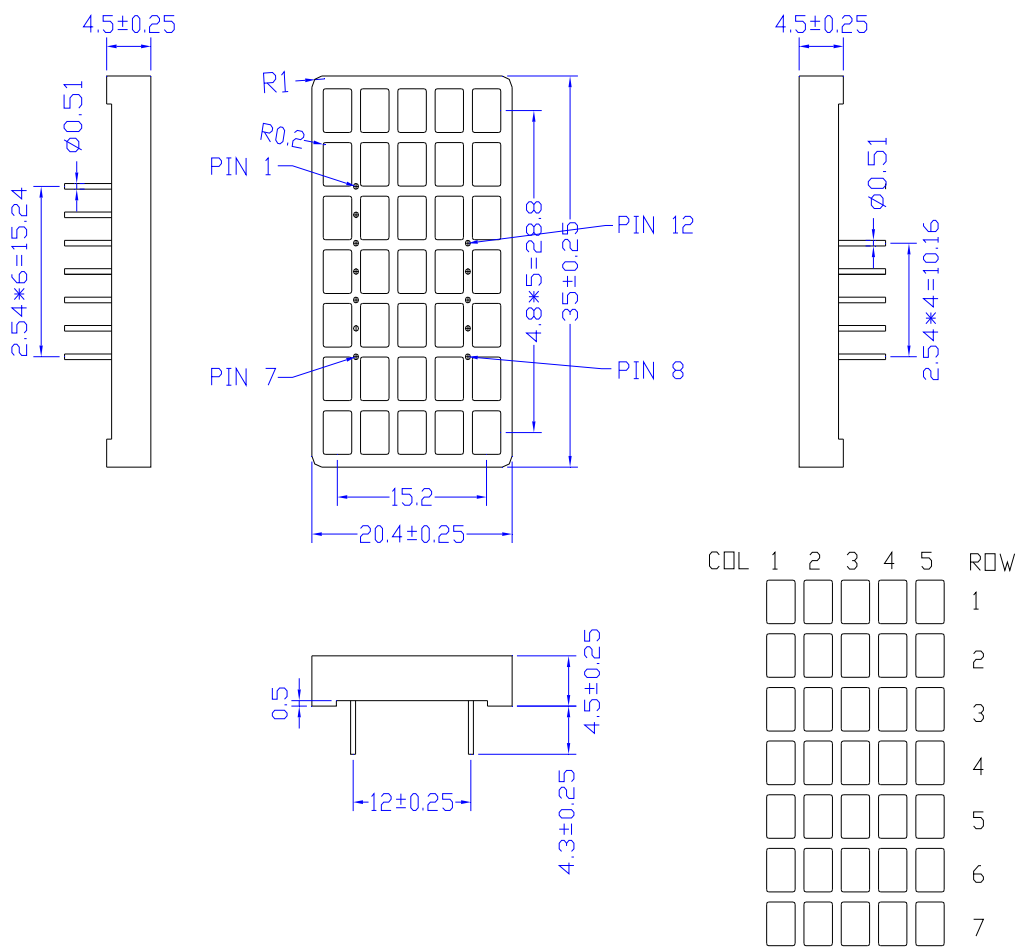 4.5±0.25
4.5±0.25
R1
Ø0.51
R0.2
PIN 1
2.54*6=15.24
PIN 12
4.8*5=28.8
35±0.25
Ø0.51
2.54*4=10.16
PIN 7
PIN 8
15.2
20.4±0.25
COL 1 2 3 4 5 ROW
1
2
3
4
5
6
7
0.5
4.5±0.25
12±0.25
4.3±0.25